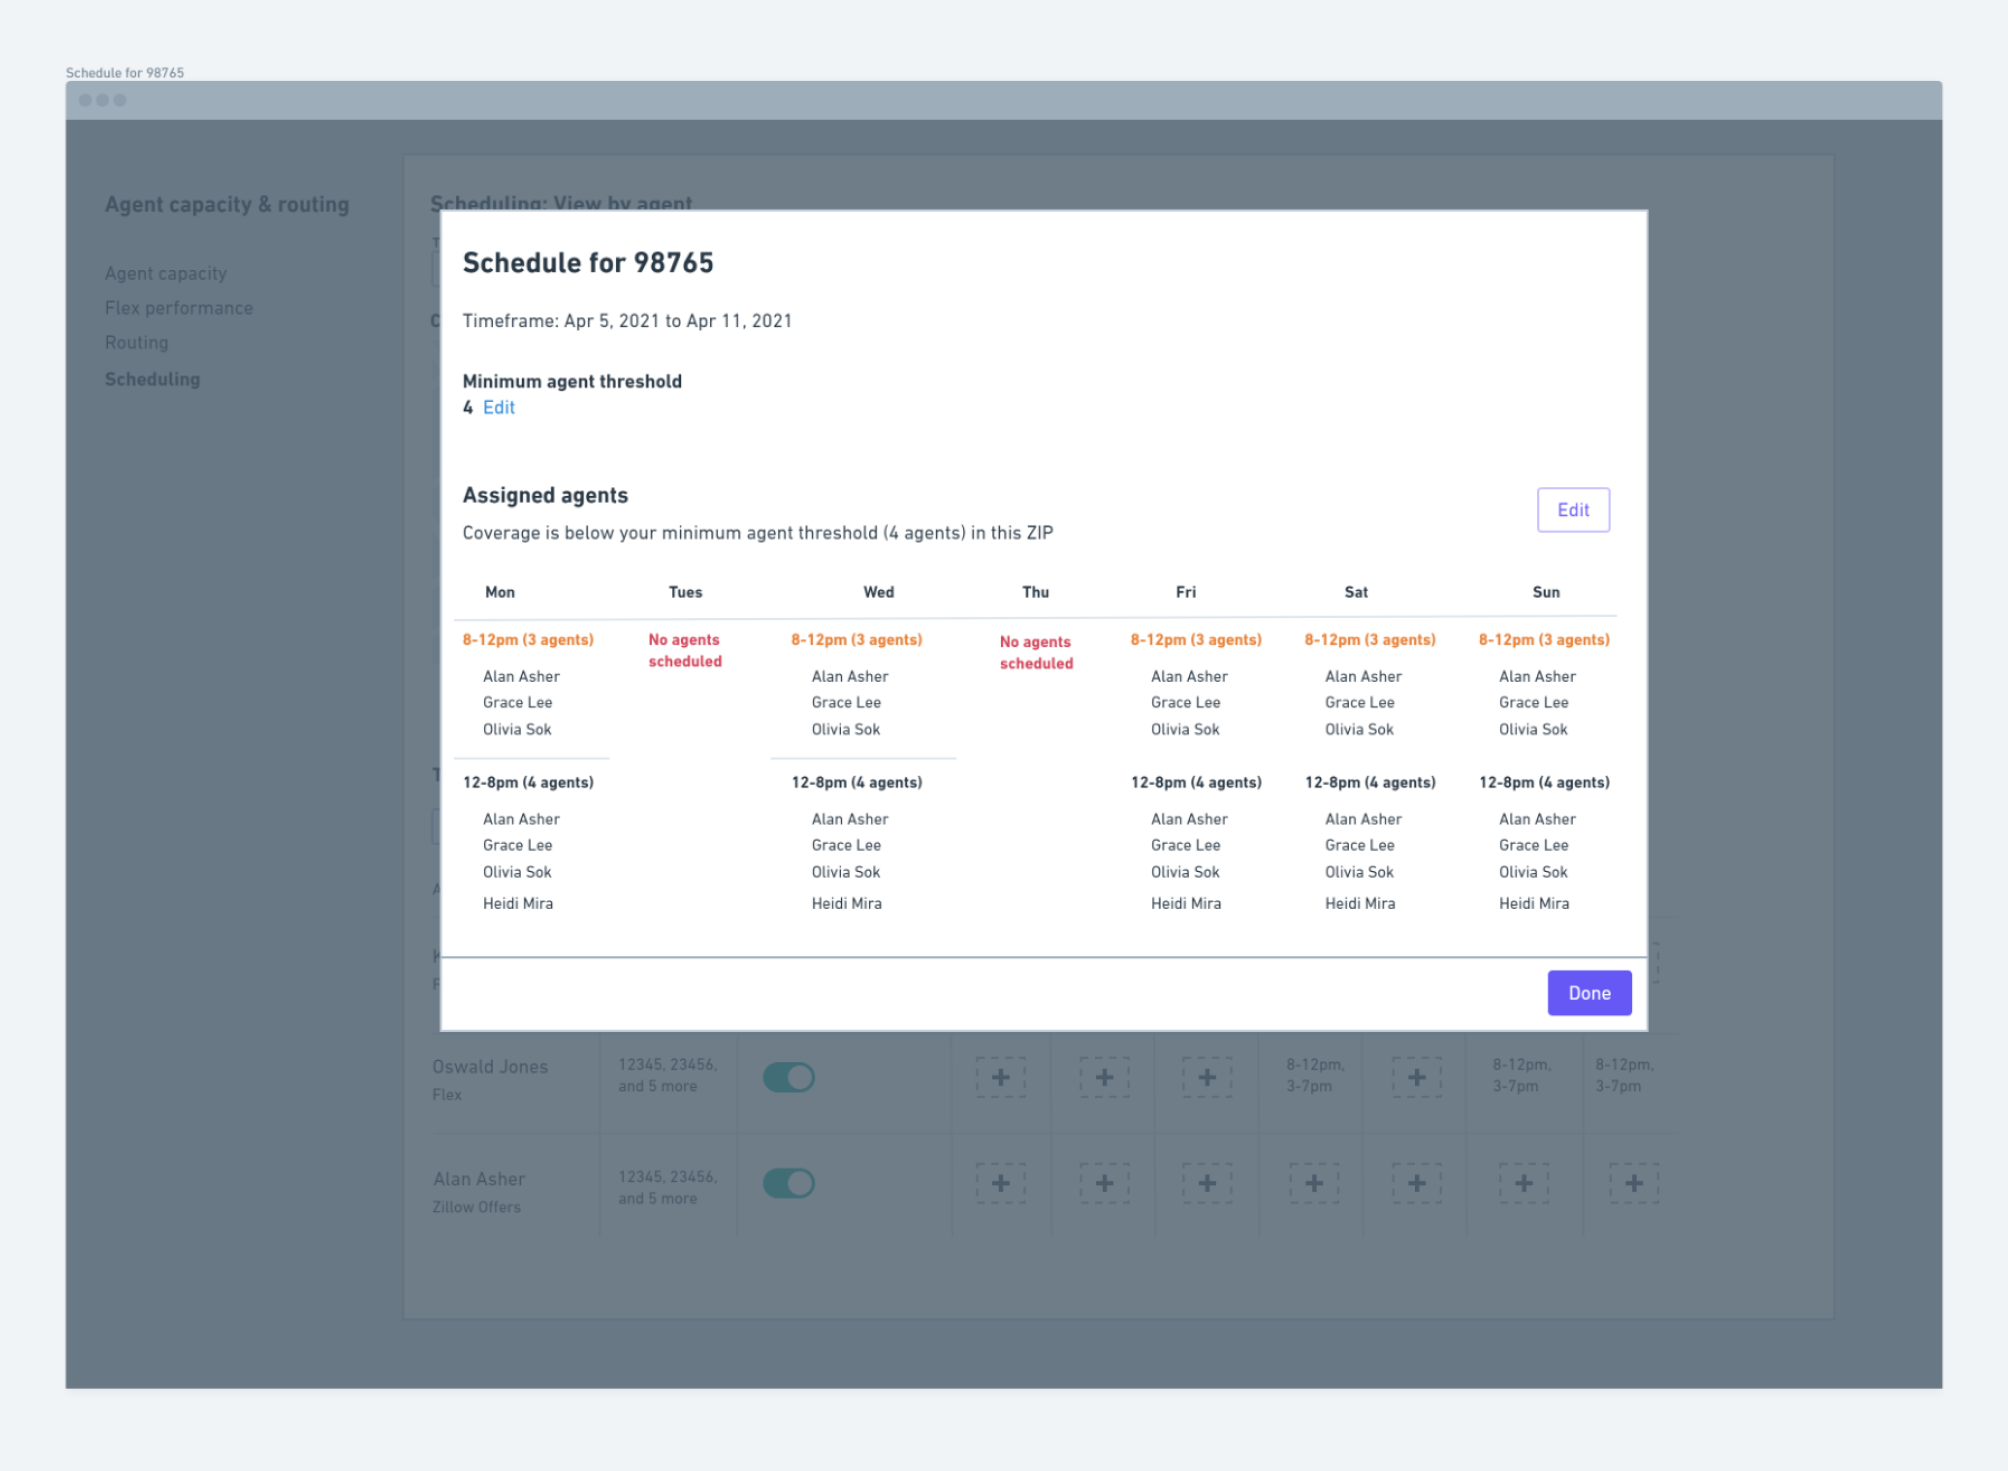 Schedule for 98765
Agent capacity & routing
Agent capacity
Flex performance
Routing
Scheduling
Scheduling: View by agent
Schedule for 98765
Timeframe: Apr 5, 2021 to Apr 11, 2021
Minimum agent threshold
4 Edit
Assigned agents
Edit
Coverage is below your minimum agent threshold (4 agents) in this ZIP
Mon Tues Wed Thu Fri Sat Sun
8-12pm (3 agents)
Alan Asher
Grace Lee
Olivia Sok
12-8pm (4 agents)
Alan Asher
Grace Lee
Olivia Sok
Heidi Mira
No agents
scheduled
8-12pm (3 agents)
Alan Asher
Grace Lee
Olivia Sok
12-8pm (4 agents)
Alan Asher
Grace Lee
Olivia Sok
Heidi Mira
No agents
scheduled
8-12pm (3 agents)
Alan Asher
Grace Lee
Olivia Sok
12-8pm (4 agents)
Alan Asher
Grace Lee
Olivia Sok
Heidi Mira
8-12pm (3 agents)
Alan Asher
Grace Lee
Olivia Sok
12-8pm (4 agents)
Alan Asher
Grace Lee
Olivia Sok
Heidi Mira
8-12pm (3 agents)
Alan Asher
Grace Lee
Olivia Sok
12-8pm (4 agents)
Alan Asher
Grace Lee
Olivia Sok
Heidi Mira
Done
Oswald Jones
Flex
12345, 23456,
and 5 more
8-12pm,
3-7pm
8-12pm,
3-7pm
8-12pm,
3-7pm
Alan Asher
Zillow Offers
12345, 23456,
and 5 more